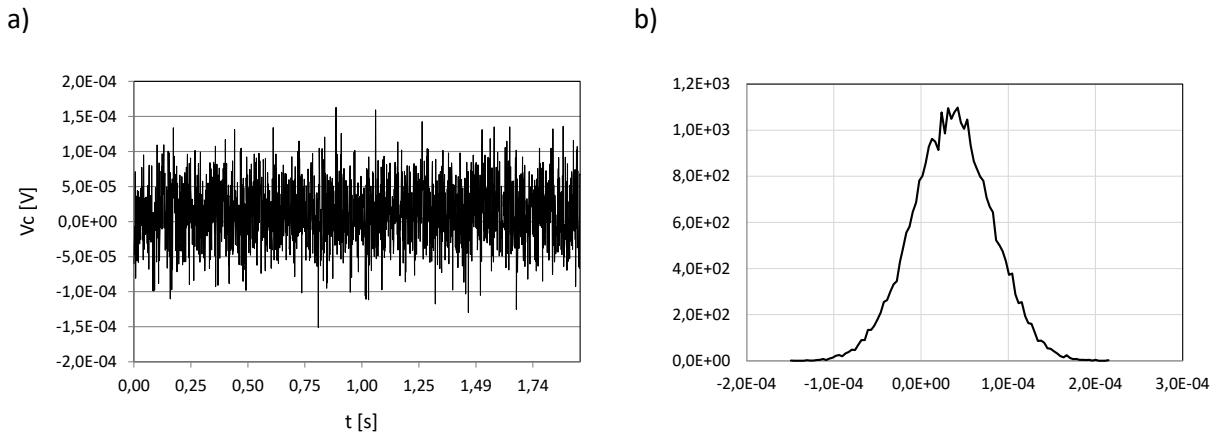 a)
2,0E-04
1,5E-04
1,0E-04
5,0E-05
0,0E+00
-5,0E-05
-1,0E-04
-1,5E-04
-2,0E-04
Vc [V]
0,00 0,25 0,50 0,75 1,00 1,25 1,49 1,74
t [s]
b)
1,2E+03
1,0E+03
8,0E+02
6,0E+02
4,0E+02
2,0E+02
0,0E+00
-2,0E-04 -1,0E-04 0,0E+00 1,0E-04 2,0E-04 3,0E-04